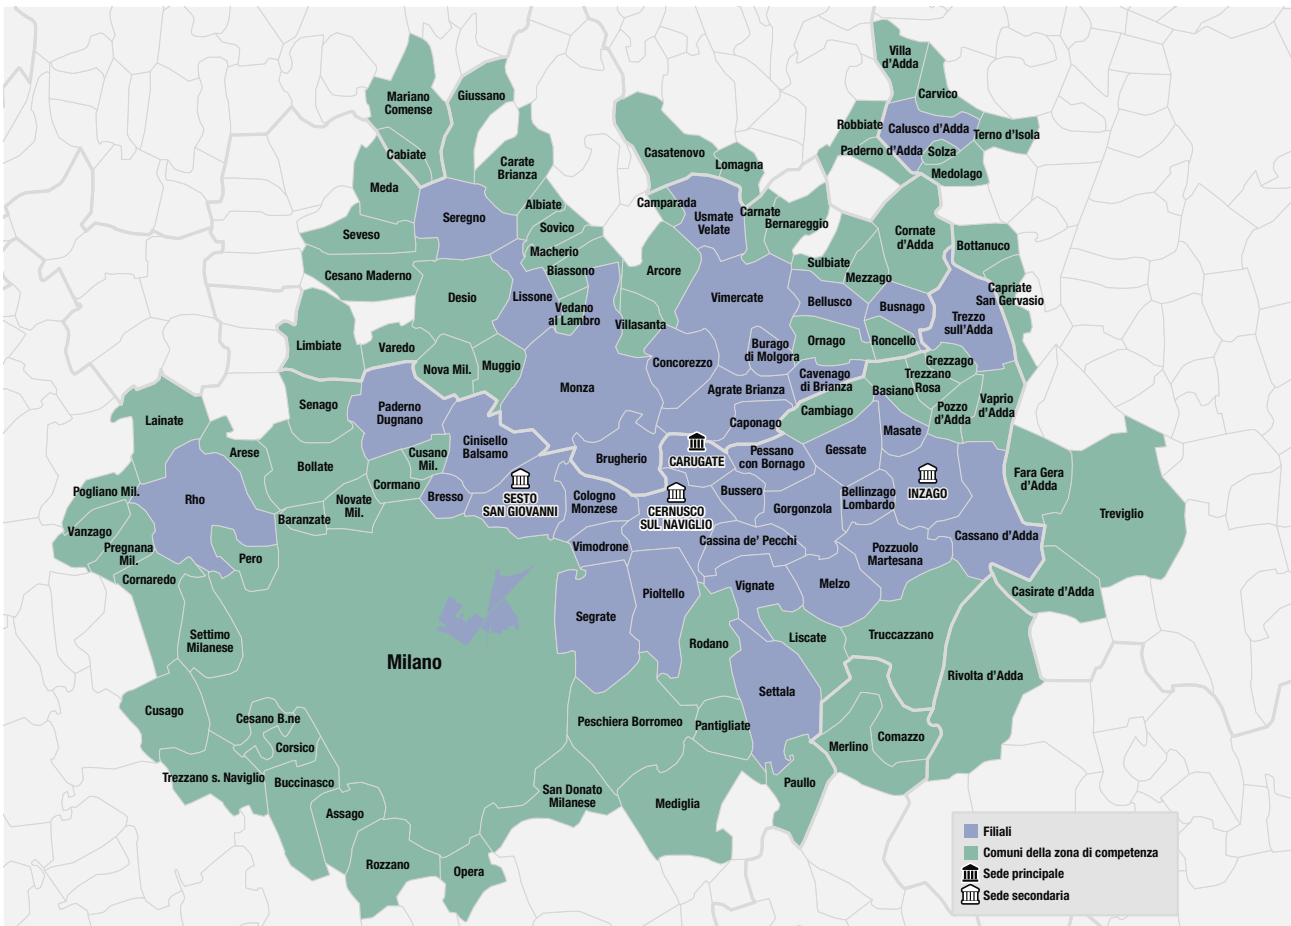 Villa
d'Adda
Carvico
Mariano
Comense
Giussano
Robbiate
Calusco d'Adda
Terno d'Isola
Cabiate
Carate
Brianza
Casatenovo
Lomagna
Paderno d'Adda
Solza
Medolago
Meda
Albiate
Camparada
Seregno
Usmate
Velate
Carnate
Bernareggio
Seveso
Sovico
Cornate
d'Adda
Bottanuco
Macherio
Cesano Maderno
Biassono
Arcore
Sulbiate
Mezzago
Capriate
San Gervasio
Desio
Lissone
Vedano
al Lambro
Villasanta
Vimercate
Bellusco
Busnago
Trezzo
sull'Adda
Limbiate
Varedo
Nova Mil.
Muggio
Concorezzo
Burago
di Molgora
Ornago
Roncello
Grezzago
Trezzano
Rosa
Monza
Agrate Brianza
Cavenago
di Brianza
Basiano
Senago
Paderno
Dugnano
Cambiago
Pozzo
d'Adda
Vaprio
d'Adda
Lainate
Caponago
Masate
Arese
Bollate
Cusano
Mil.
Cinisello
Balsamo
Brugherio
CARUGATE
Pessano
con Bornago
Gessate
Fara Gera
d'Adda
Pogliano Mil.
Rho
Cormano
Bresso
SESTO
SAN GIOVANNI
Cologno
Monzese
CERNUSCO
SUL NAVIGLIO
Bussero
Gorgonzola
Bellinzago
Lombardo
INZAGO
Treviglio
Vanzago
Baranzate
Novate
Mil.
Pregnana
Mil.
Pero
Vimodrone
Cassina de' Pecchi
Pozzuolo
Martesana
Cassano d'Adda
Cornaredo
Segrate
Pioltello
Vignate
Melzo
Casirate d'Adda
Settimo
Milanese
Milano
Rodano
Liscate
Truccazzano
Rivolta d'Adda
Settala
Cusago
Cesano B.ne
Corsico
Peschiera Borromeo
Pantigliate
Merlino
Comazzo
Trezzano s. Naviglio
Buccinasco
San Donato
Milanese
Mediglia
Paullo
Assago
Rozzano
Opera
Filiali
Comuni della zona di competenza
Sede principale
Sede secondaria